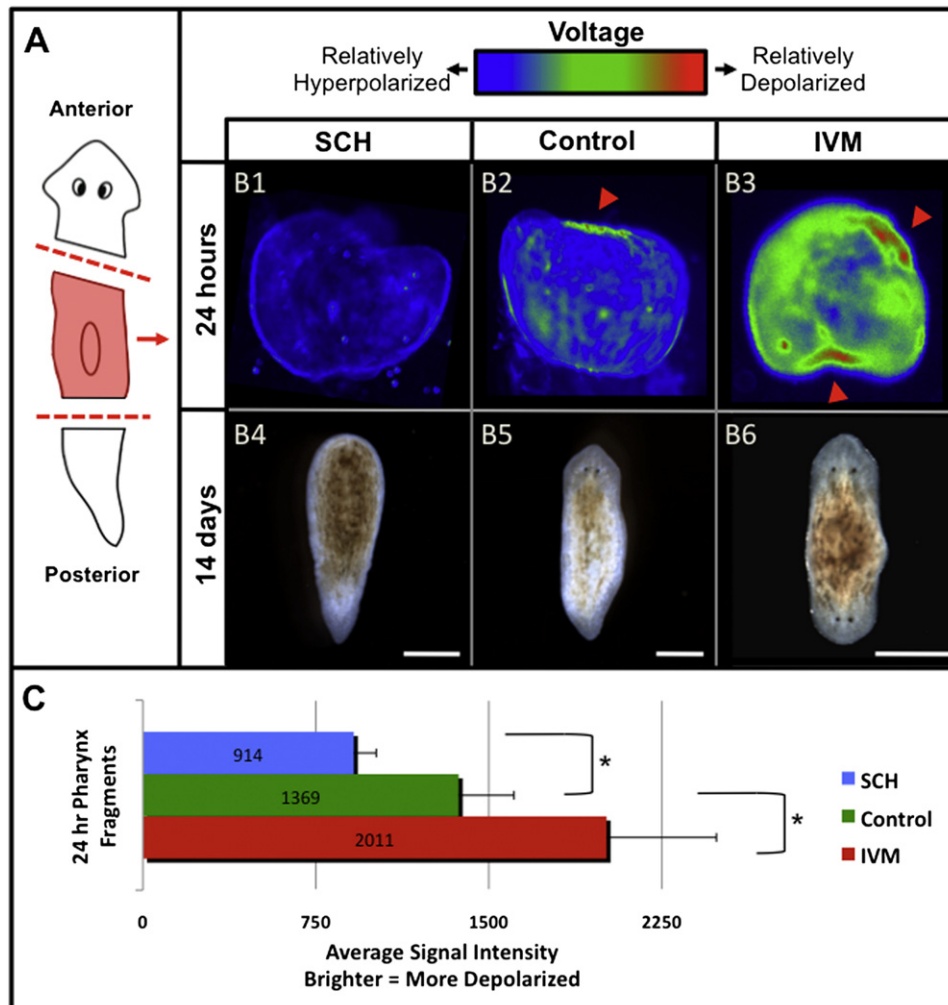 A
Anterior
Posterior
Voltage
Relatively
Hyperpolarized
Relatively
Depolarized
SCH
Control
IVM
24 hours
B1
B2
B3
14 days
B4
B5
B6
C
24 hr Pharynx
Fragments
914
1369
2011
*
*
SCH
Control
IVM
0
750
1500
2250
Average Signal Intensity
Brighter = More Depolarized